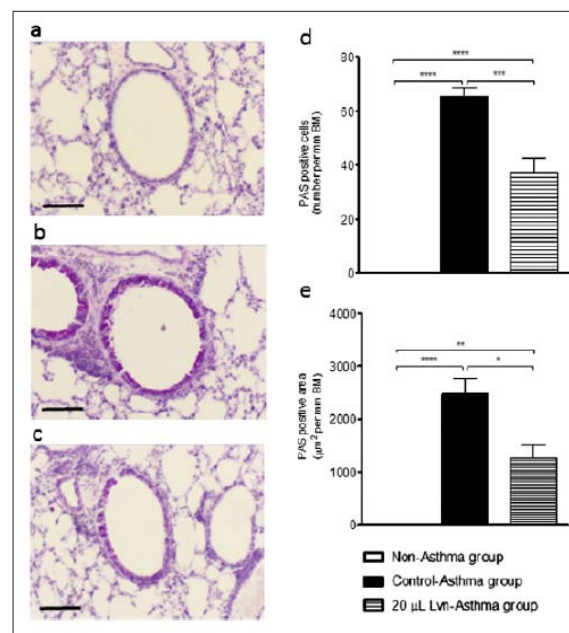 a
b
c
d
PAS positive cells
(number per mm BM)
80
60
40
20
0
****
****
***
e
PAS positive area
(µm² per mm BM)
4000
3000
2000
1000
0
**
****
*
Non-Asthma group
Control-Asthma group
20 µL Lvn-Asthma group